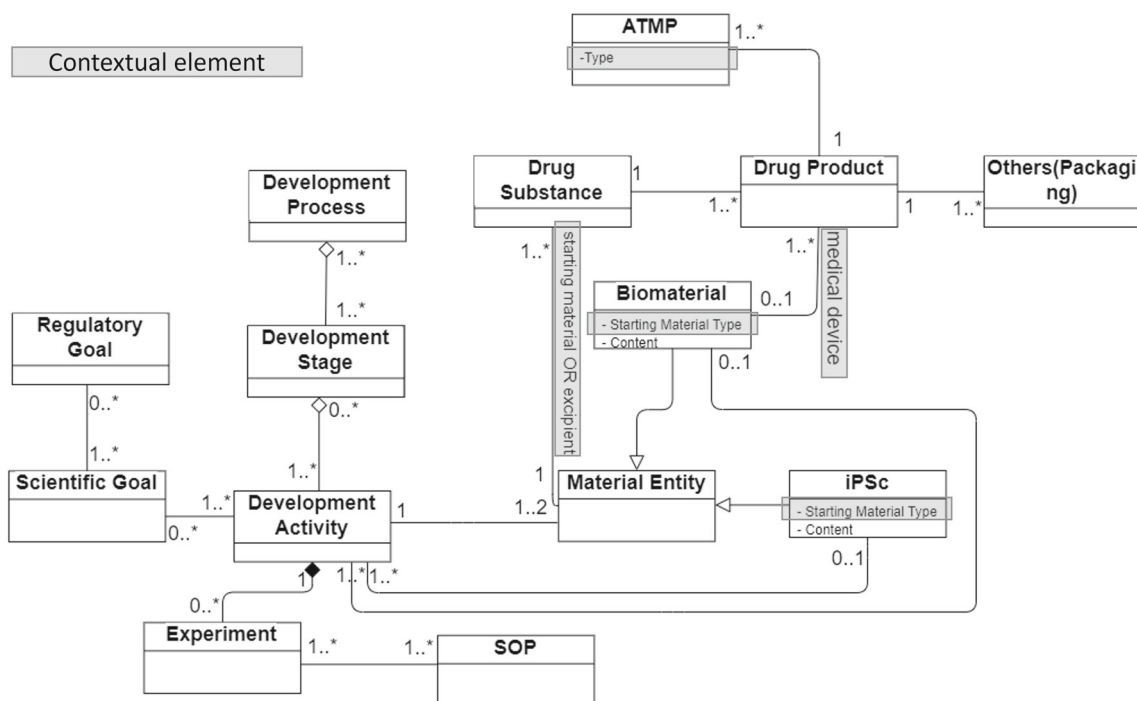 ATMP
1..*
Contextual element
-Type
1
Drug
Substance
1
Drug Product
Others(Packagi
ng)
Development
Process
1..*
1
1..*
1..*
1..*
1..*
starting material OR excipient
medical device
Biomaterial
0..1
- Starting Material Type
- Content
0..1
1..*
Regulatory
Goal
Development
Stage
0..*
0..*
1..*
1..*
1
Scientific Goal
Material Entity
iPSc
1..*
Development
Activity
1
1..2
- Starting Material Type
- Content
0..*
0..1
1
1..*
1..*
0..*
Experiment
1..*
1..*
SOP